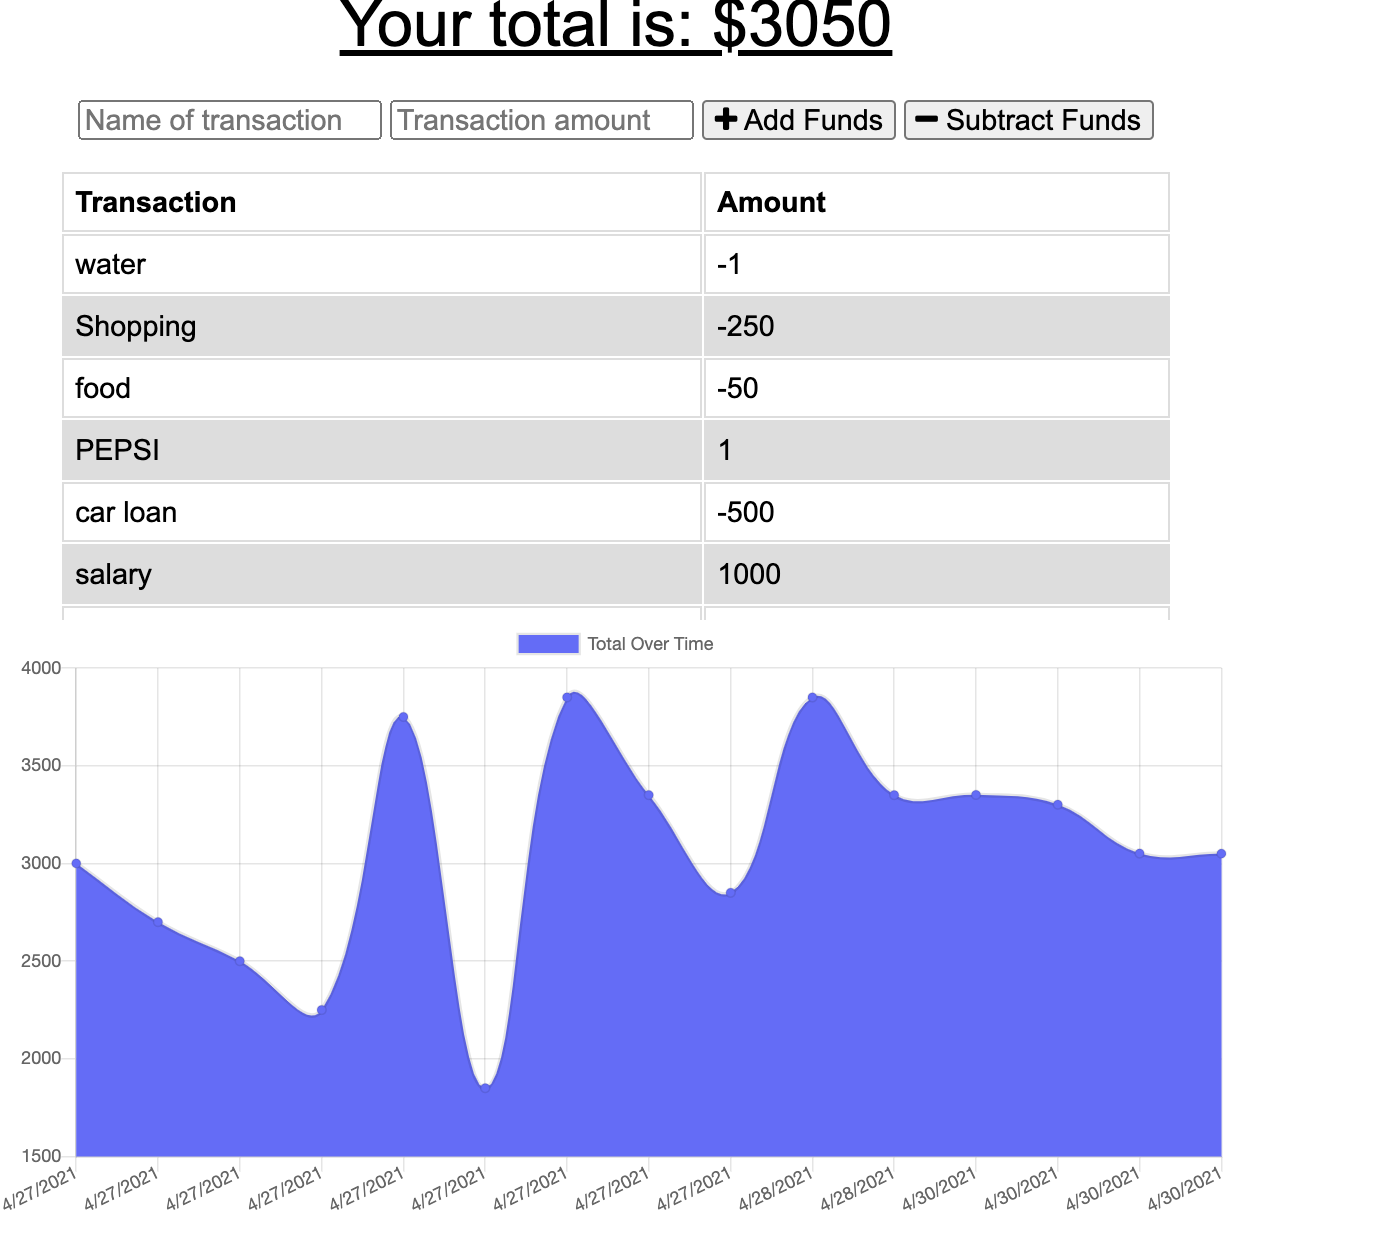 Your total is: $3050
Name of transaction Transaction amount Add Funds Subtract Funds
Transaction Amount
water -1
Shopping -250
food -50
PEPSI 1
car loan -500
salary 1000
Total Over Time
4000
3500
3000
2500
2000
1500
4/27/2021 4/27/2021 4/27/2021 4/27/2021 4/27/2021 4/27/2021 4/27/2021 4/27/2021 4/27/2021 4/28/2021 4/28/2021 4/30/2021 4/30/2021 4/30/2021 4/30/2021